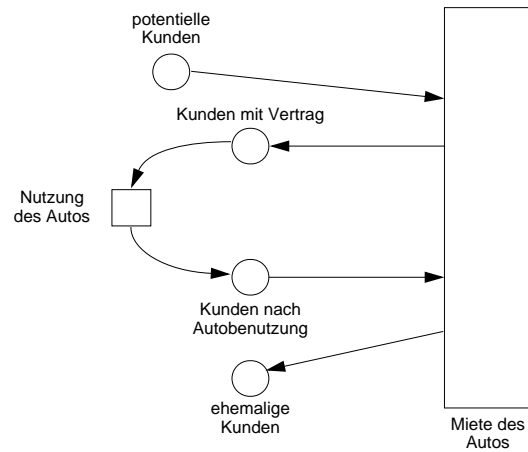 potentielle
Kunden
Kunden mit Vertrag
Nutzung
des Autos
Kunden nach
Autobenutzung
ehemalige
Kunden
Miete des
Autos